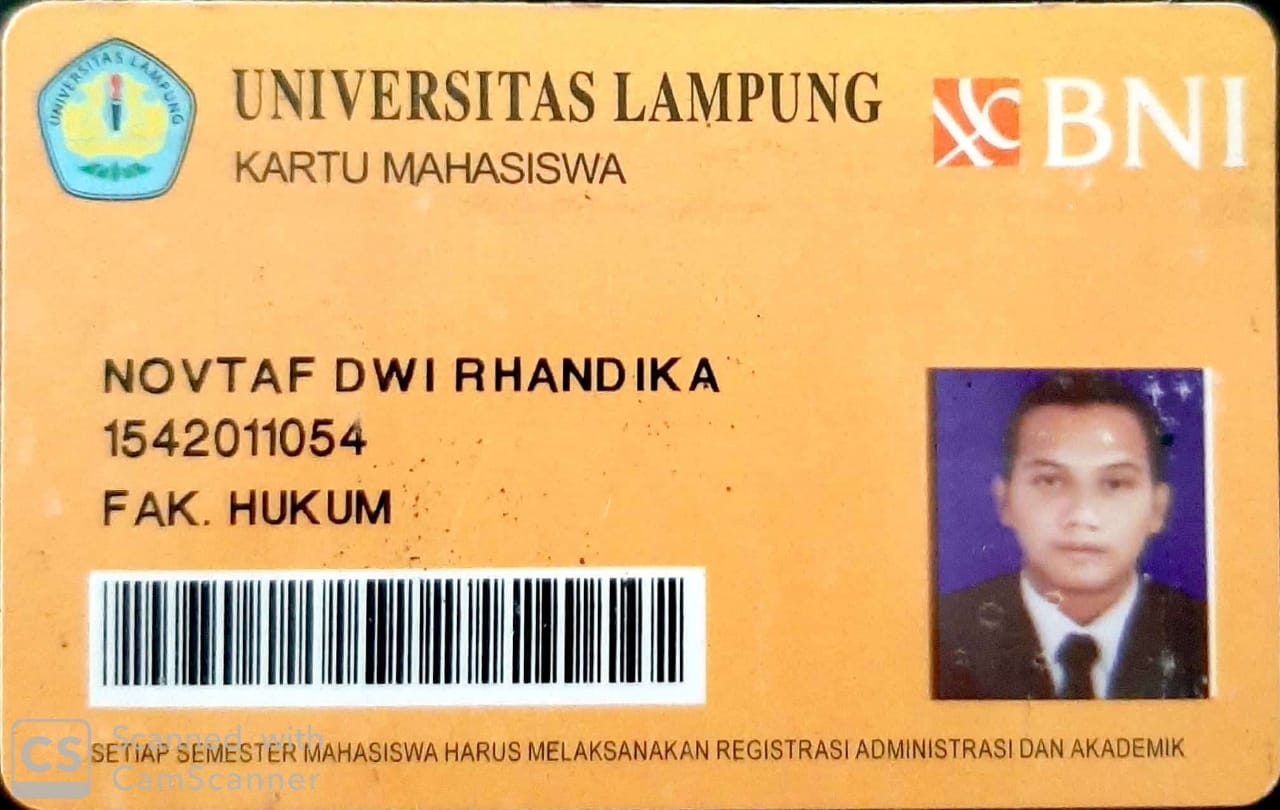 UNIVERSITAS LAMPUNG
UNIVERSITAS LAMPUNG
KARTU MAHASISWA
BNI
NOVTAF DWI RHANDIKA
1542011054
FAK. HUKUM
CS Scanned with
CamScanner
SETIAP SEMESTER MAHASISWA HARUS MELAKSANAKAN REGISTRASI ADMINISTRASI DAN AKADEMIK